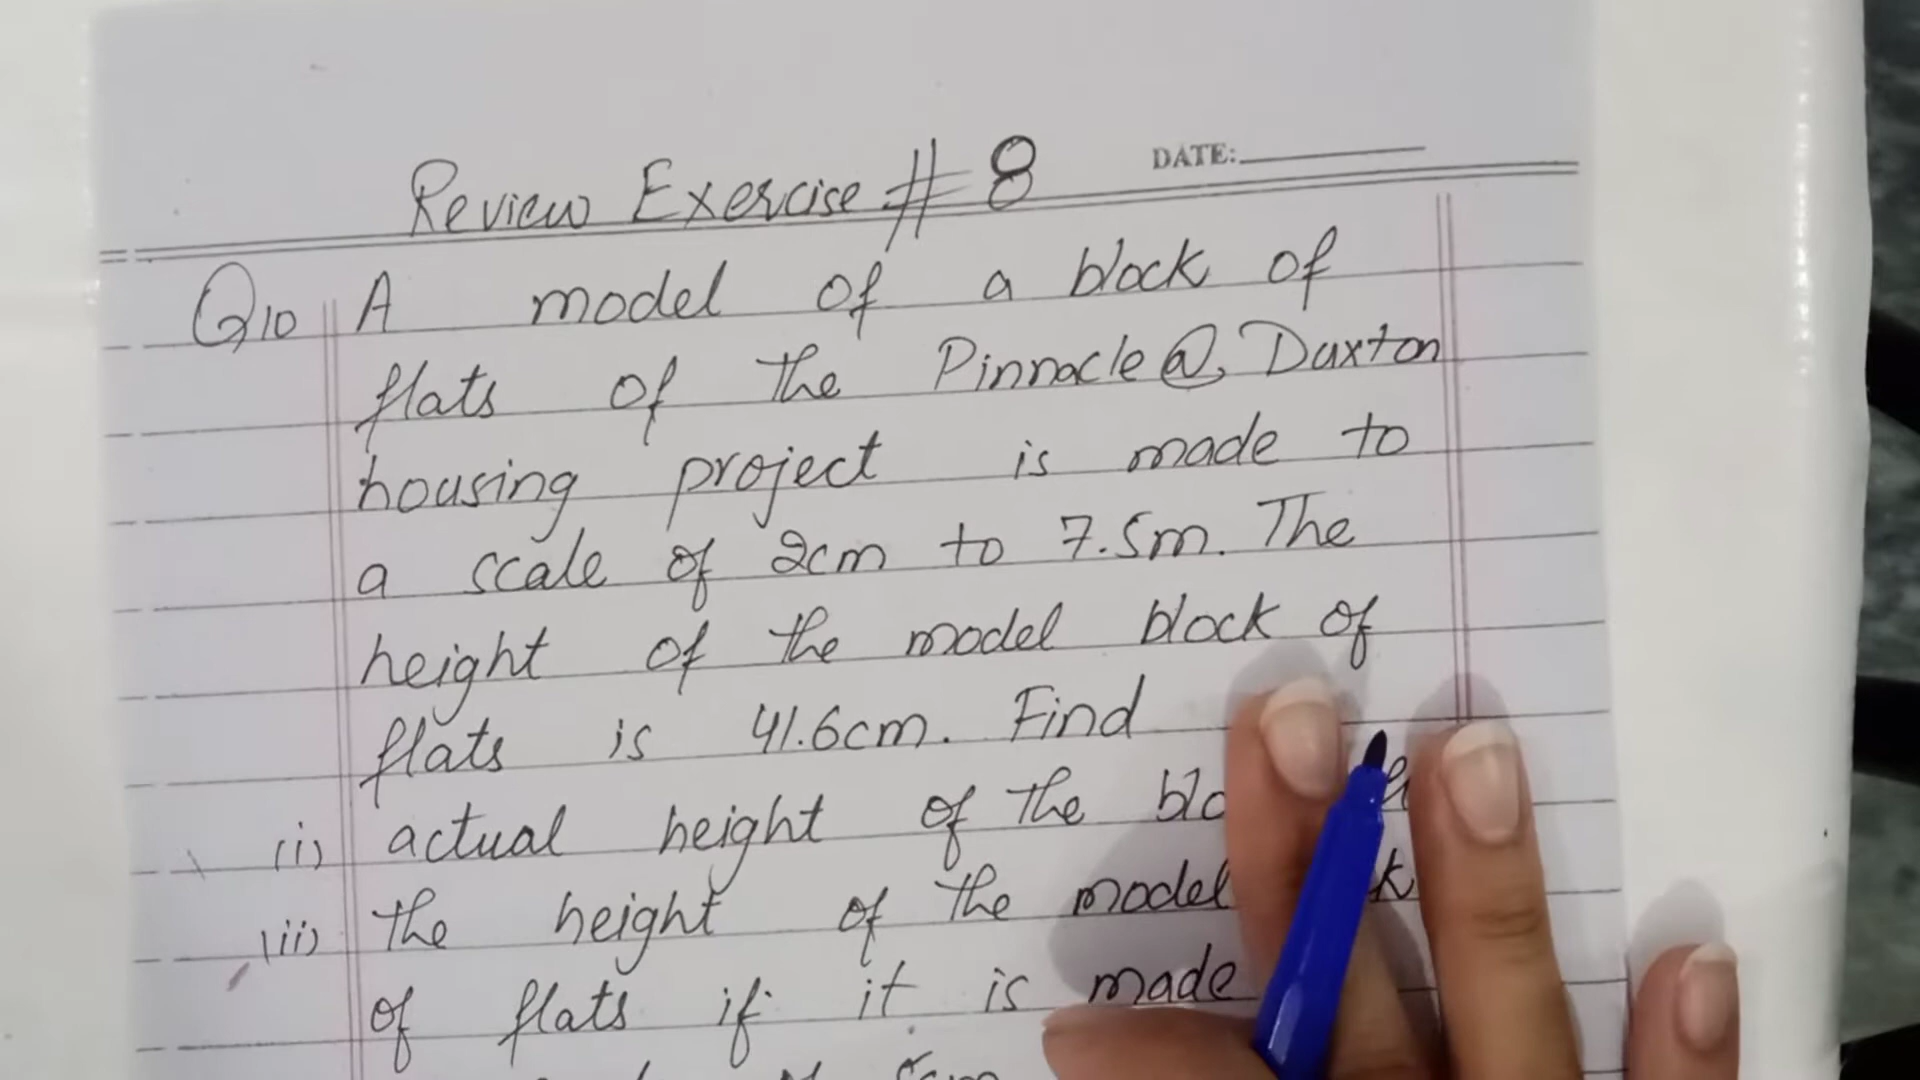 Review Exercise # 8
DATE:
Q10 A model of a block of
flats of the Pinnacle@, Duxton
housing project is made to
a scale of 2cm to 7.5m. The
height of the model block of
flats is 41.6cm. Find
(i) actual height of the
(ii) the height of the model
of flats if it is made